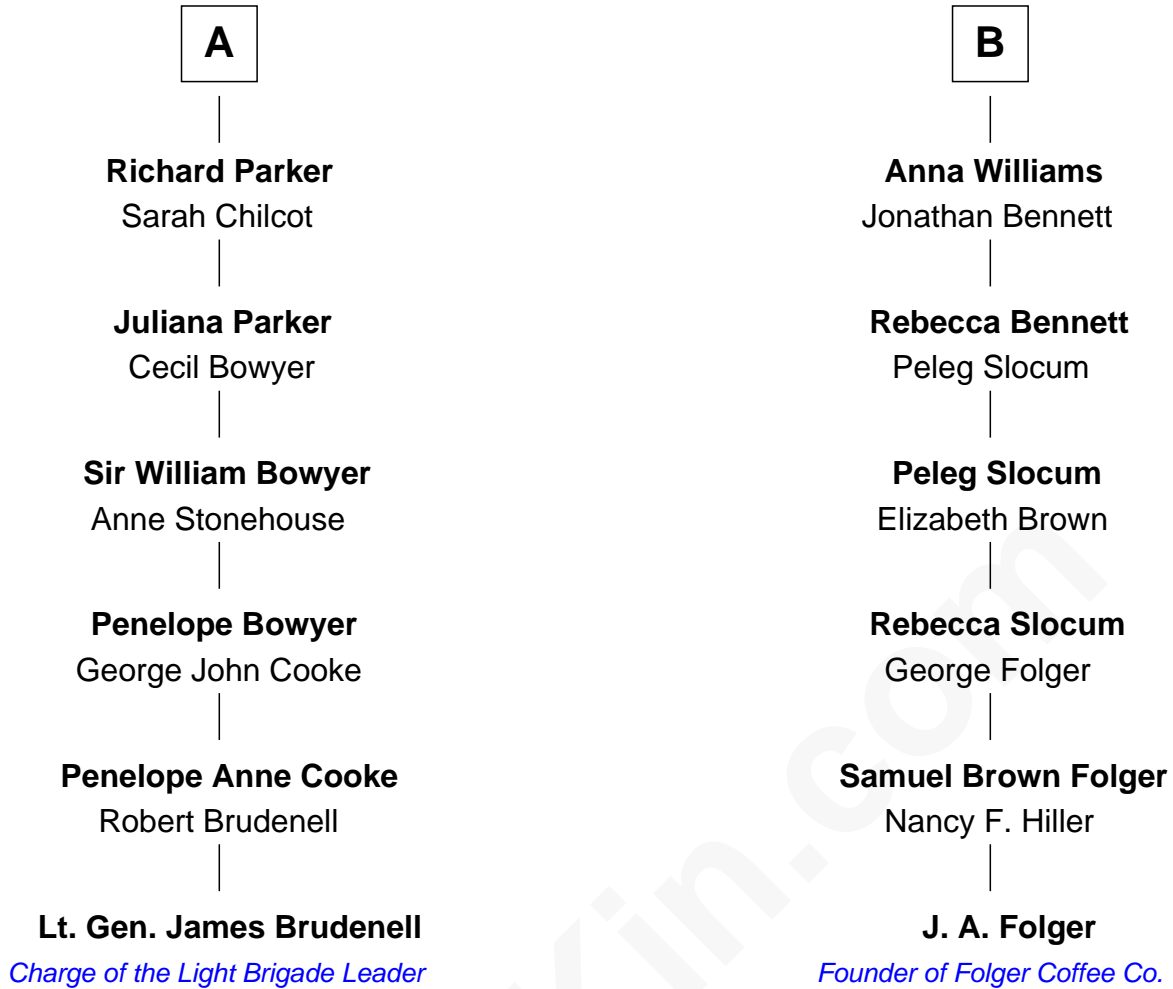 A
Richard Parker
Sarah Chilcot
Juliana Parker
Cecil Bowyer
Sir William Bowyer
Anne Stonehouse
Penelope Bowyer
George John Cooke
Penelope Anne Cooke
Robert Brudenell
Lt. Gen. James Brudenell
Charge of the Light Brigade Leader
B
Anna Williams
Jonathan Bennett
Rebecca Bennett
Peleg Slocum
Peleg Slocum
Elizabeth Brown
Rebecca Slocum
George Folger
Samuel Brown Folger
Nancy F. Hiller
J. A. Folger
Founder of Folger Coffee Co.
Kin.com